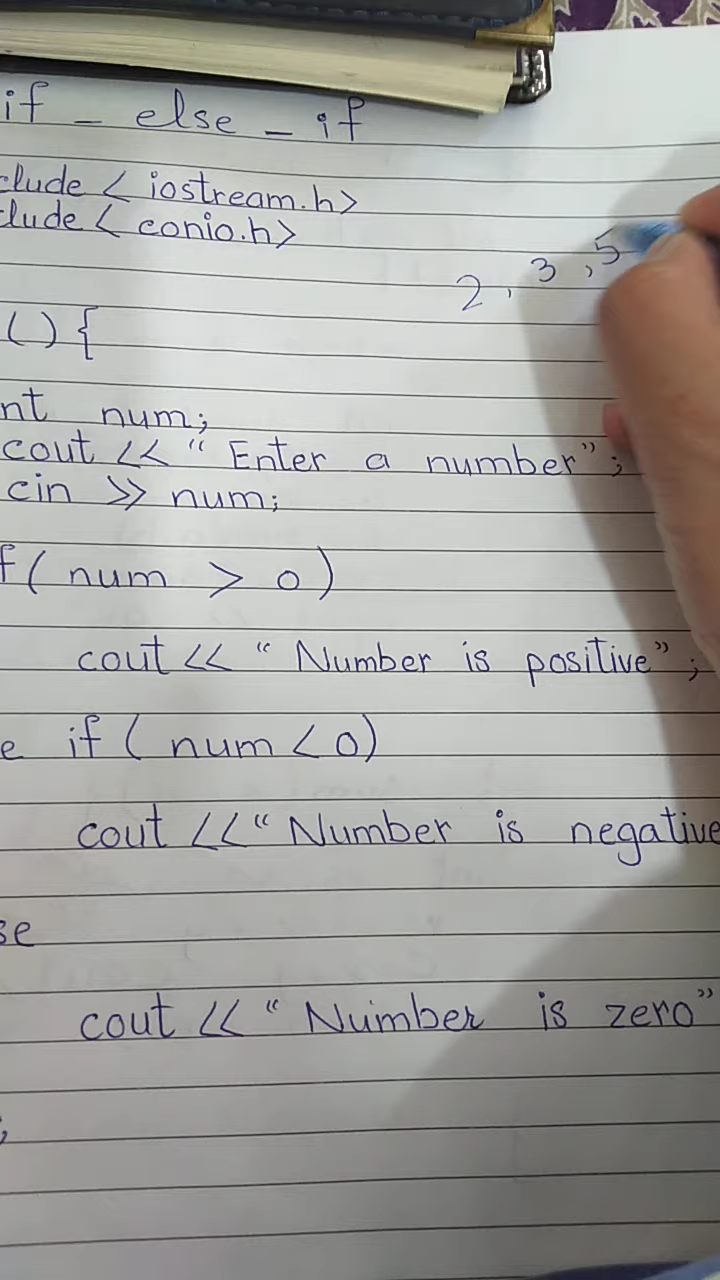 if - else - if
clude < iostream.h>
clude < conio.h>
2, 3, 5
() {
nt num;
cout << "Enter a number";
cin >> num;
f( num > 0 )
cout << "Number is positive";
e if ( num < 0)
cout << "Number is negative
se
cout << "Number is zero"
;